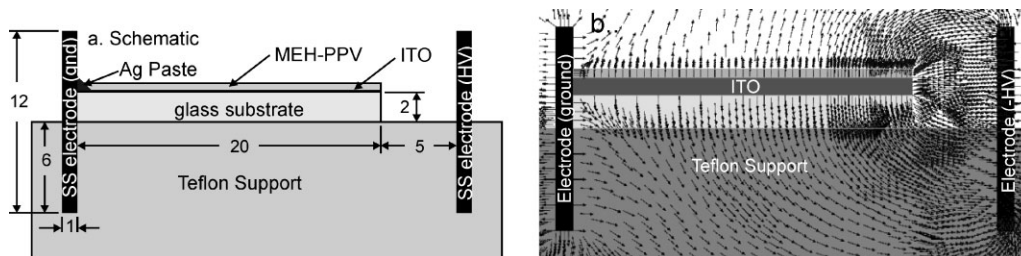 a. Schematic
Ag Paste
MEH-PPV
ITO
SS electrode (gnd)
glass substrate
SS electrode (HV)
12
2
6
20
5
Teflon Support
1
b.
Electrode (ground)
ITO
Teflon Support
Electrode (-HV)